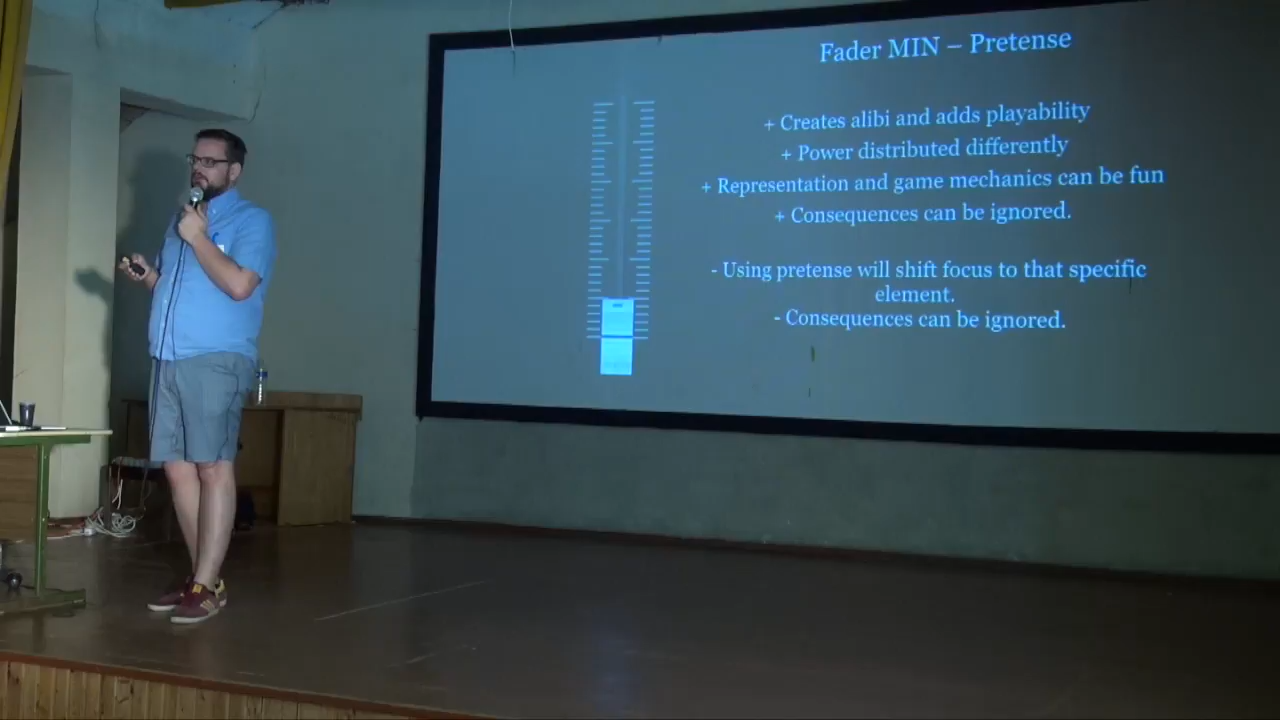 Fader MIN – Pretense
+ Creates alibi and adds playability
+ Power distributed differently
+ Representation and game mechanics can be fun
+ Consequences can be ignored.
- Using pretense will shift focus to that specific
element.
- Consequences can be ignored.